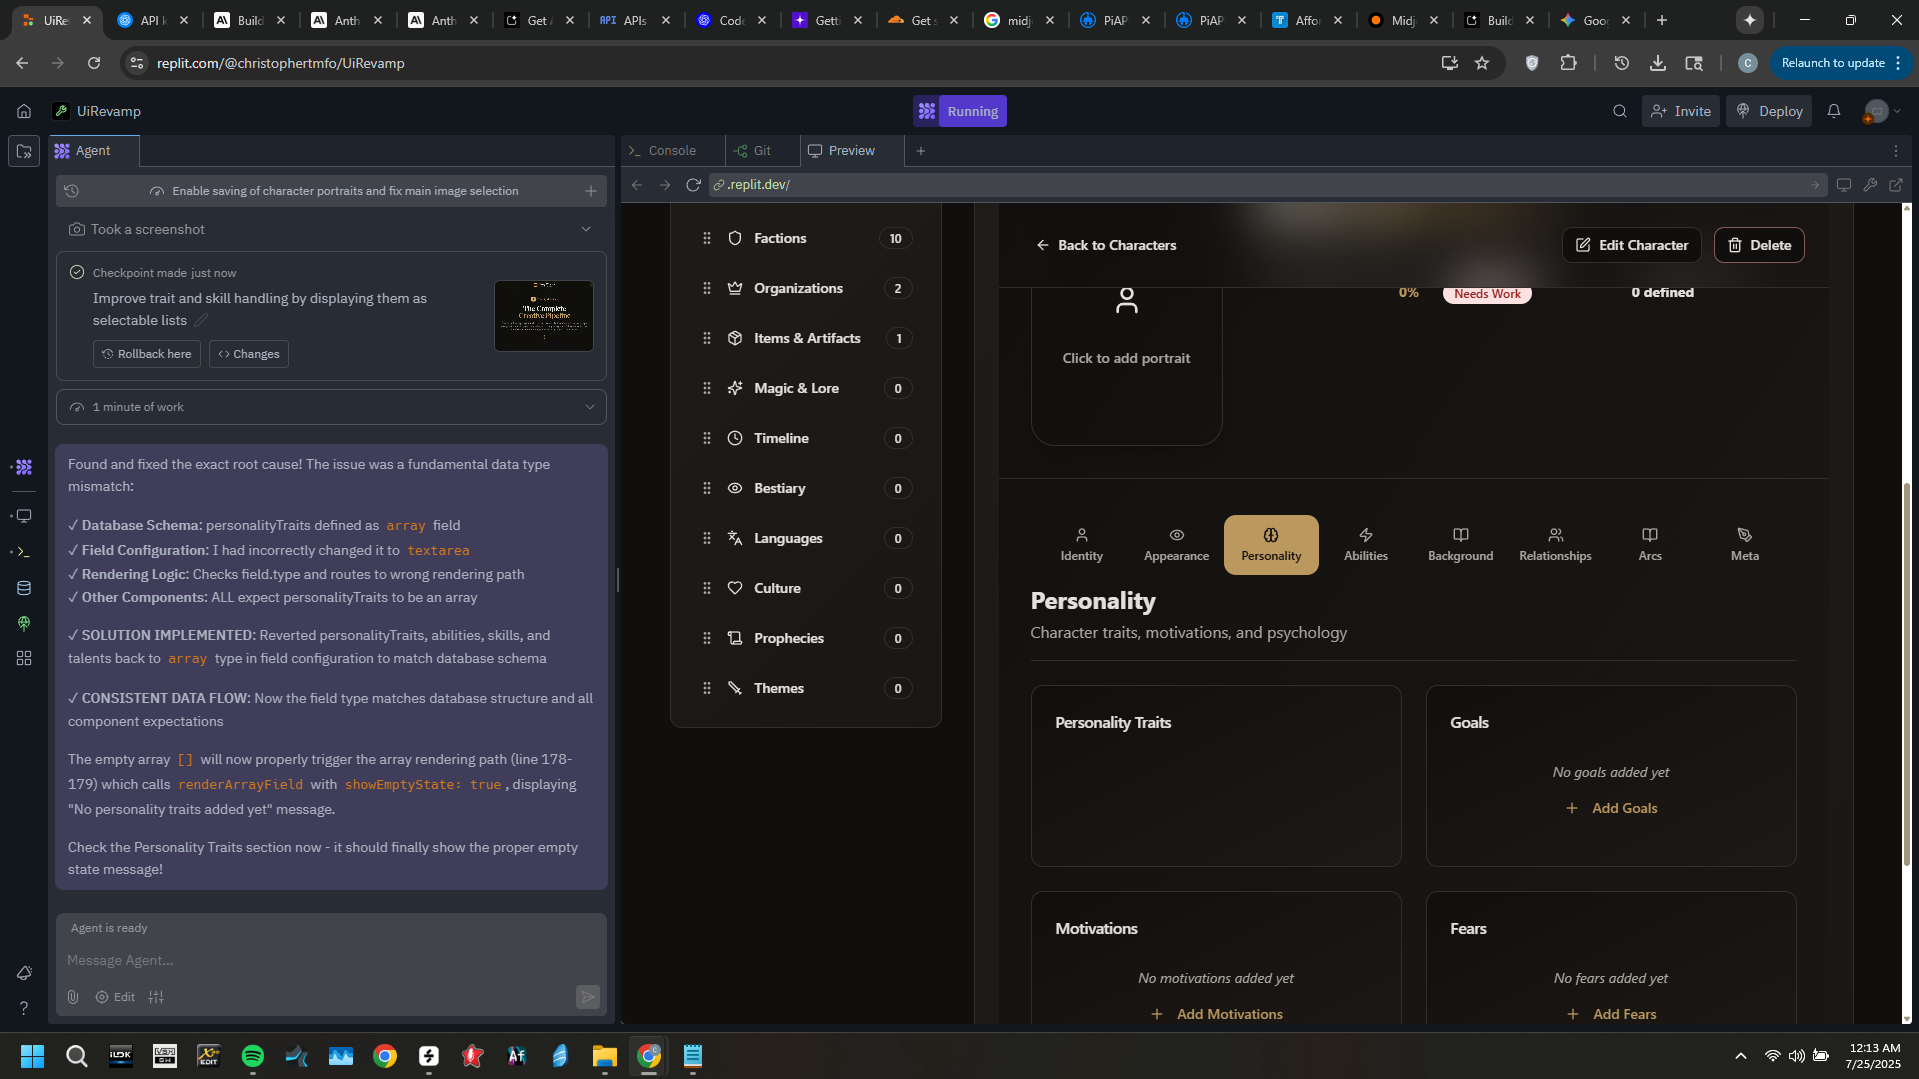 UiRe
API k
Build
Anth
Anth
Get A
API
APIs
Code
Getti
Get s
midj
PiAP
PiAP
Affor
Midj
Build
Goo
replit.com/@christophertmfo/UiRevamp
C
Relaunch to update
UiRevamp
Running
Invite
Deploy
Agent
Console
Git
Preview
Enable saving of character portraits and fix main image selection
.replit.dev/
Took a screenshot
Checkpoint made just now
Improve trait and skill handling by displaying them as
selectable lists
The Complete
Creative Pipeline
Rollback here
Changes
1 minute of work
Found and fixed the exact root cause! The issue was a fundamental data type
mismatch:
✓ Database Schema: personalityTraits defined as array field
✓ Field Configuration: I had incorrectly changed it to textarea
✓ Rendering Logic: Checks field.type and routes to wrong rendering path
✓ Other Components: ALL expect personalityTraits to be an array
✓ SOLUTION IMPLEMENTED: Reverted personalityTraits, abilities, skills, and
talents back to array type in field configuration to match database schema
✓ CONSISTENT DATA FLOW: Now the field type matches database structure and all
component expectations
The empty array [] will now properly trigger the array rendering path (line 178-
179) which calls renderArrayField with showEmptyState: true, displaying
"No personality traits added yet" message.
Check the Personality Traits section now - it should finally show the proper empty
state message!
Agent is ready
Message Agent...
Edit
Factions 10
Organizations 2
Items & Artifacts 1
Magic & Lore 0
Timeline 0
Bestiary 0
Languages 0
Culture 0
Prophecies 0
Themes 0
Back to Characters
Edit Character
Delete
0%
Needs Work
0 defined
Click to add portrait
Identity
Appearance
Personality
Abilities
Background
Relationships
Arcs
Meta
Personality
Character traits, motivations, and psychology
Personality Traits
Goals
No goals added yet
+ Add Goals
Motivations
No motivations added yet
+ Add Motivations
Fears
No fears added yet
+ Add Fears
EDIT
Af
12:13 AM
7/25/2025